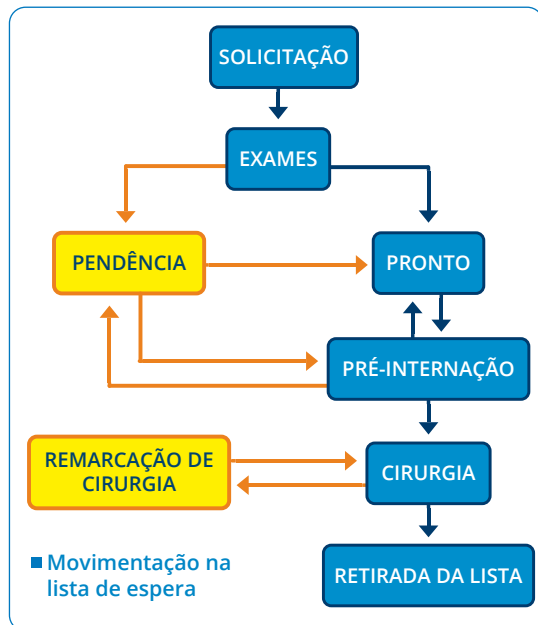 SOLICITAÇÃO
EXAMES
PENDÊNCIA
PRONTO
PRÉ-INTERNAÇÃO
REMARCAÇÃO DE
CIRURGIA
CIRURGIA
Movimentação na
lista de espera
RETIRADA DA LISTA